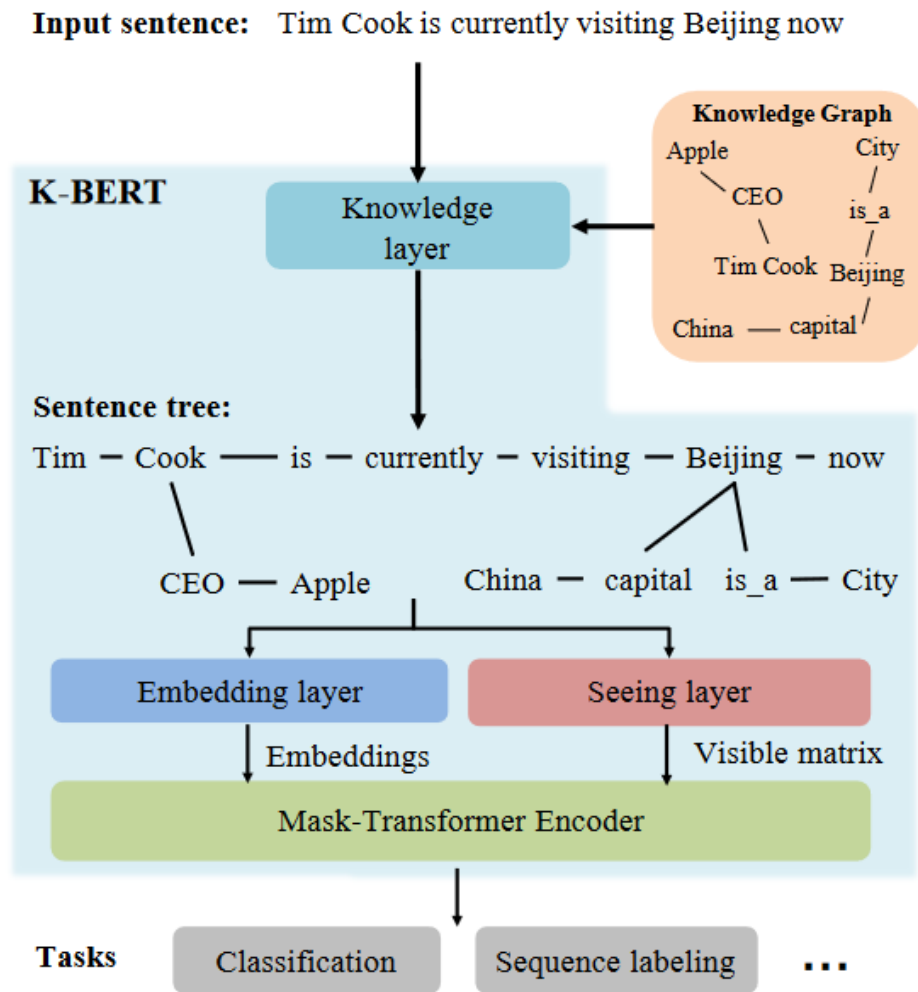 Input sentence: Tim Cook is currently visiting Beijing now
Knowledge Graph
Apple City
CEO is_a
Tim Cook Beijing
China capital
K-BERT
Knowledge
layer
Sentence tree:
Tim Cook is currently visiting Beijing now
CEO Apple China capital is_a City
Embedding layer Seeing layer
Embeddings Visible matrix
Mask-Transformer Encoder
Tasks Classification Sequence labeling ...